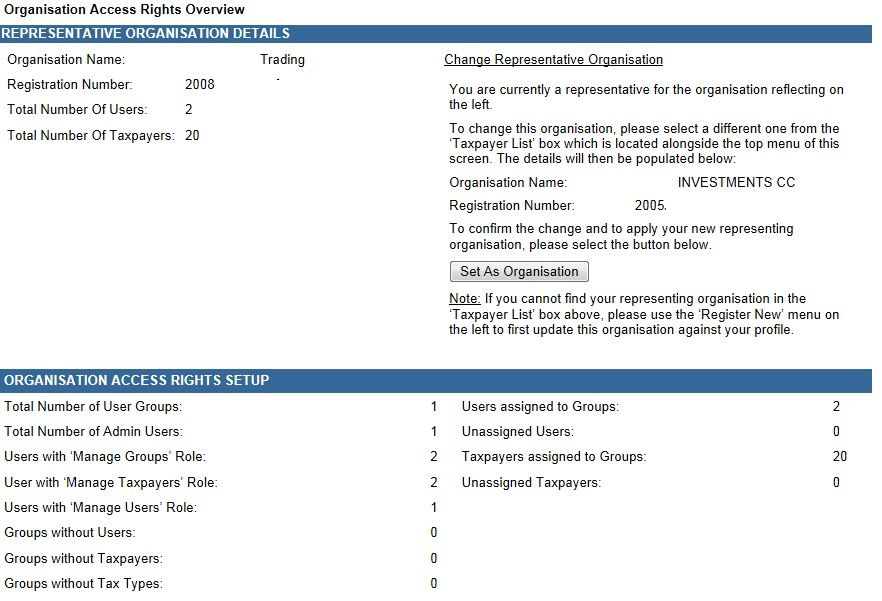 Organisation Access Rights Overview
REPRESENTATIVE ORGANISATION DETAILS
Organisation Name: Trading
Registration Number: 2008
Total Number Of Users: 2
Total Number Of Taxpayers: 20
Change Representative Organisation
You are currently a representative for the organisation reflecting on
the left.
To change this organisation, please select a different one from the
‘Taxpayer List’ box which is located alongside the top menu of this
screen. The details will then be populated below:
Organisation Name: INVESTMENTS CC
Registration Number: 2005.
To confirm the change and to apply your new representing
organisation, please select the button below.
Set As Organisation
Note: If you cannot find your representing organisation in the
‘Taxpayer List’ box above, please use the ‘Register New’ menu on
the left to first update this organisation against your profile.
ORGANISATION ACCESS RIGHTS SETUP
Total Number of User Groups: 1
Total Number of Admin Users: 1
Users with ‘Manage Groups’ Role: 2
User with ‘Manage Taxpayers’ Role: 2
Users with ‘Manage Users’ Role: 1
Groups without Users: 0
Groups without Taxpayers: 0
Groups without Tax Types: 0
Users assigned to Groups: 2
Unassigned Users: 0
Taxpayers assigned to Groups: 20
Unassigned Taxpayers: 0